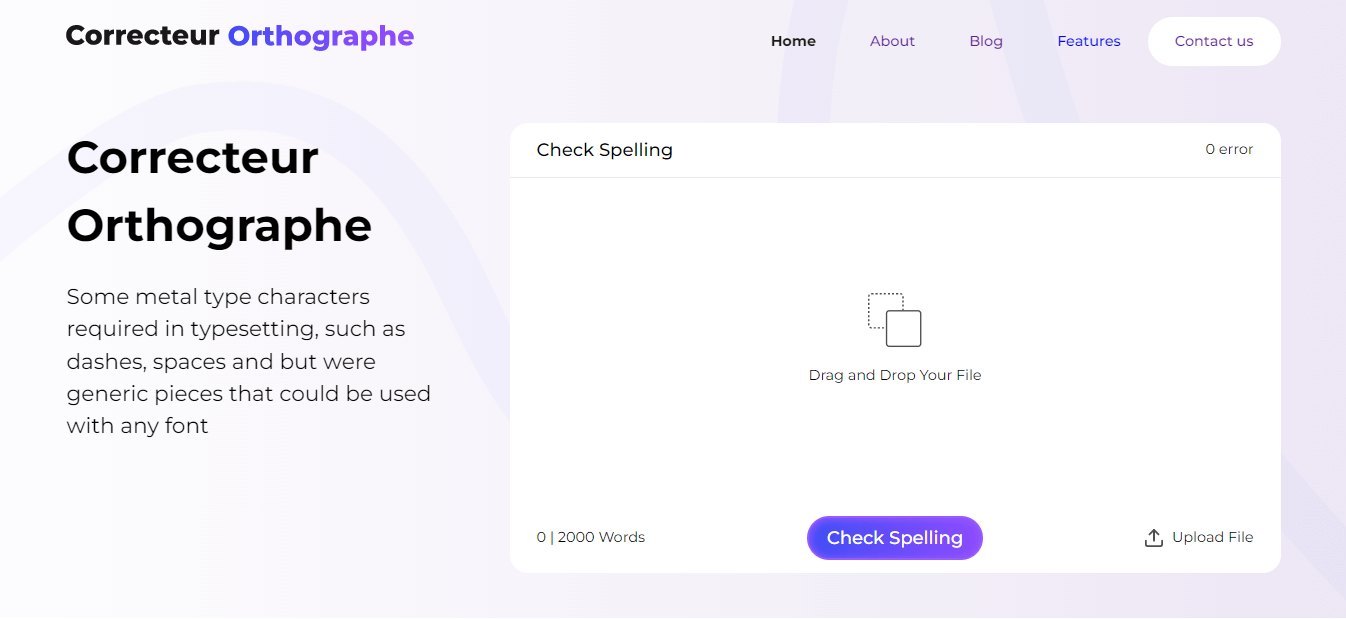 Correcteur Orthographe
Home
About
Blog
Features
Contact us
Correcteur
Orthographe
Some metal type characters
required in typesetting, such as
dashes, spaces and but were
generic pieces that could be used
with any font
Check Spelling
0 error
Drag and Drop Your File
0 | 2000 Words
Check Spelling
Upload File